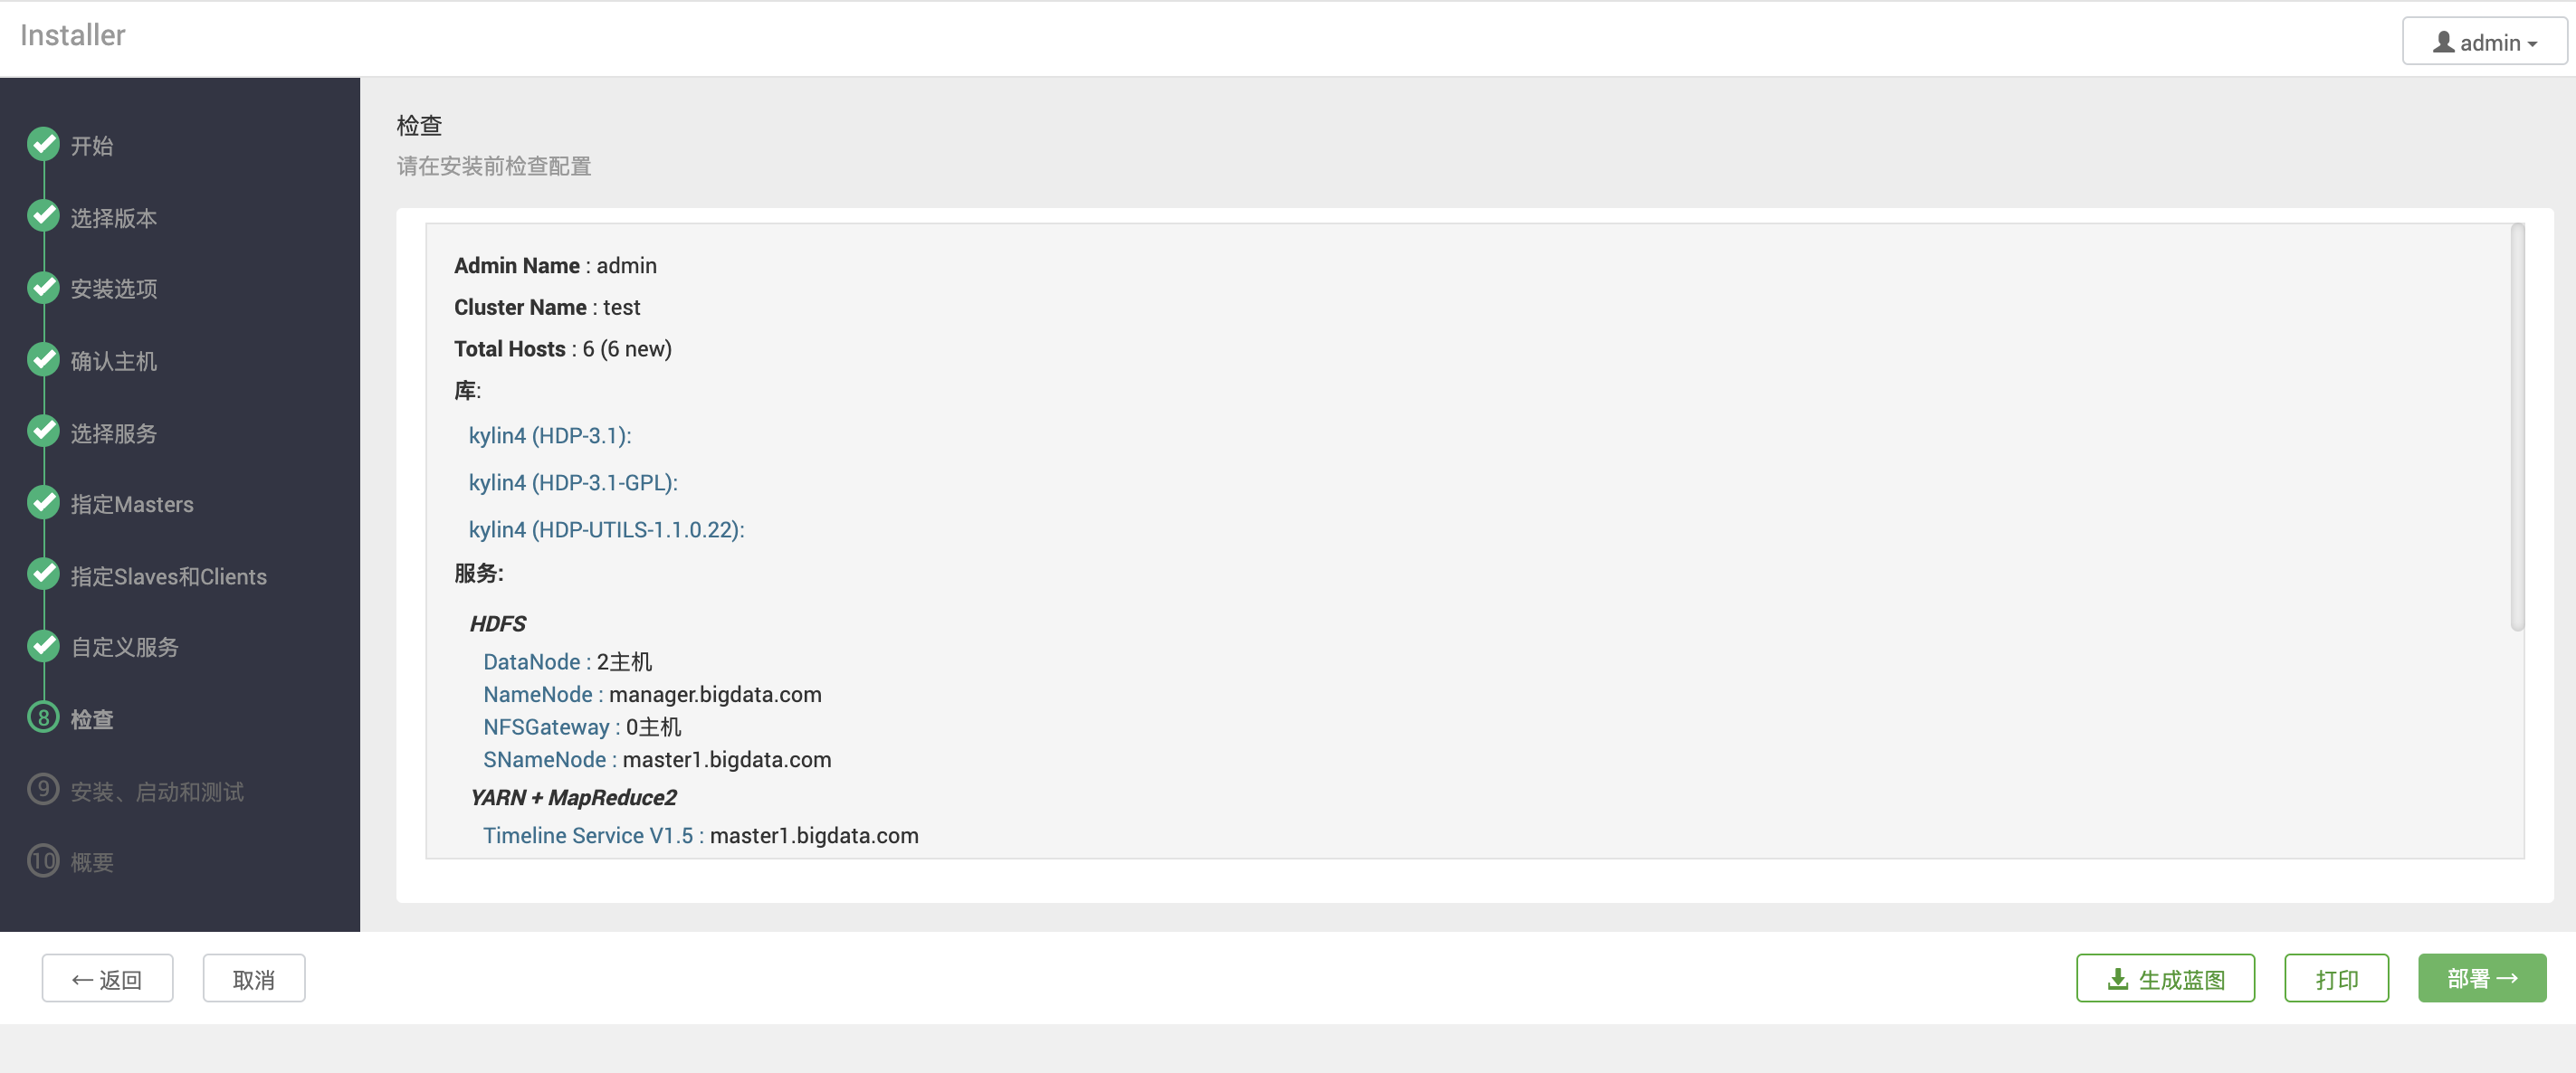 Installer
admin
开始
选择版本
安装选项
确认主机
选择服务
指定Masters
指定Slaves和Clients
自定义服务
8 检查
9 安装、启动和测试
10 概要
检查
请在安装前检查配置
Admin Name : admin
Cluster Name : test
Total Hosts : 6 (6 new)
库:
kylin4 (HDP-3.1):
kylin4 (HDP-3.1-GPL):
kylin4 (HDP-UTILS-1.1.0.22):
服务:
HDFS
DataNode : 2主机
NameNode : manager.bigdata.com
NFSGateway : 0主机
SNameNode : master1.bigdata.com
YARN + MapReduce2
Timeline Service V1.5 : master1.bigdata.com
←返回
取消
生成蓝图
打印
部署→